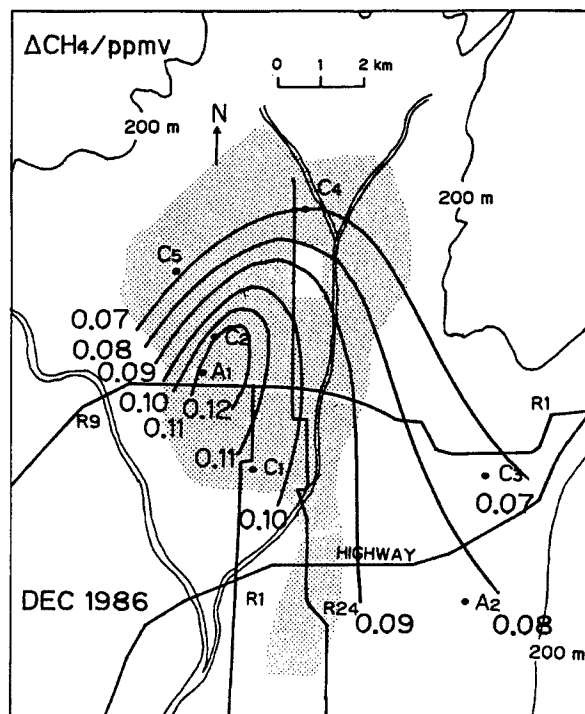 ΔCH4/ppmv
0 1 2 km
200 m
N
200 m
C4
C5
0.07
C2
0.08
A1
0.09
R1
R9
0.10
0.12
0.11
0.11
C1
C3
0.07
0.10
HIGHWAY
DEC 1986
R1
R24
0.09
A2
0.08
200 m